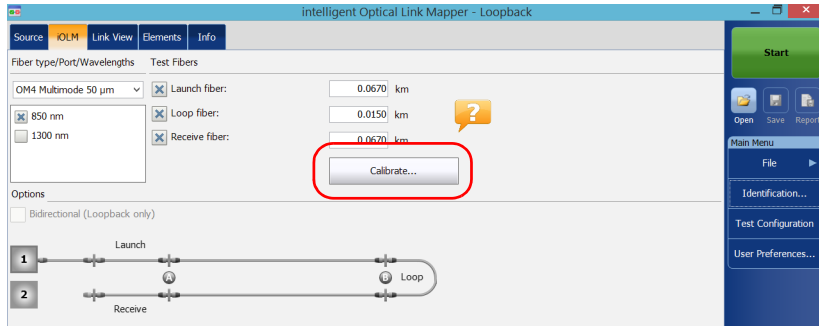 intelligent Optical Link Mapper - Loopback
Source iOLM Link View Elements Info
Start
Fiber type/Port/Wavelengths Test Fibers
OM4 Multimode 50 µm
Launch fiber: 0.0670 km
850 nm
Loop fiber: 0.0150 km
1300 nm
Receive fiber: 0.0670 km
?
Open Save Report
Main Menu
File
Calibrate...
Identification...
Options
Bidirectional (Loopback only)
Test Configuration
User Preferences...
Launch
1
A B Loop
2
Receive